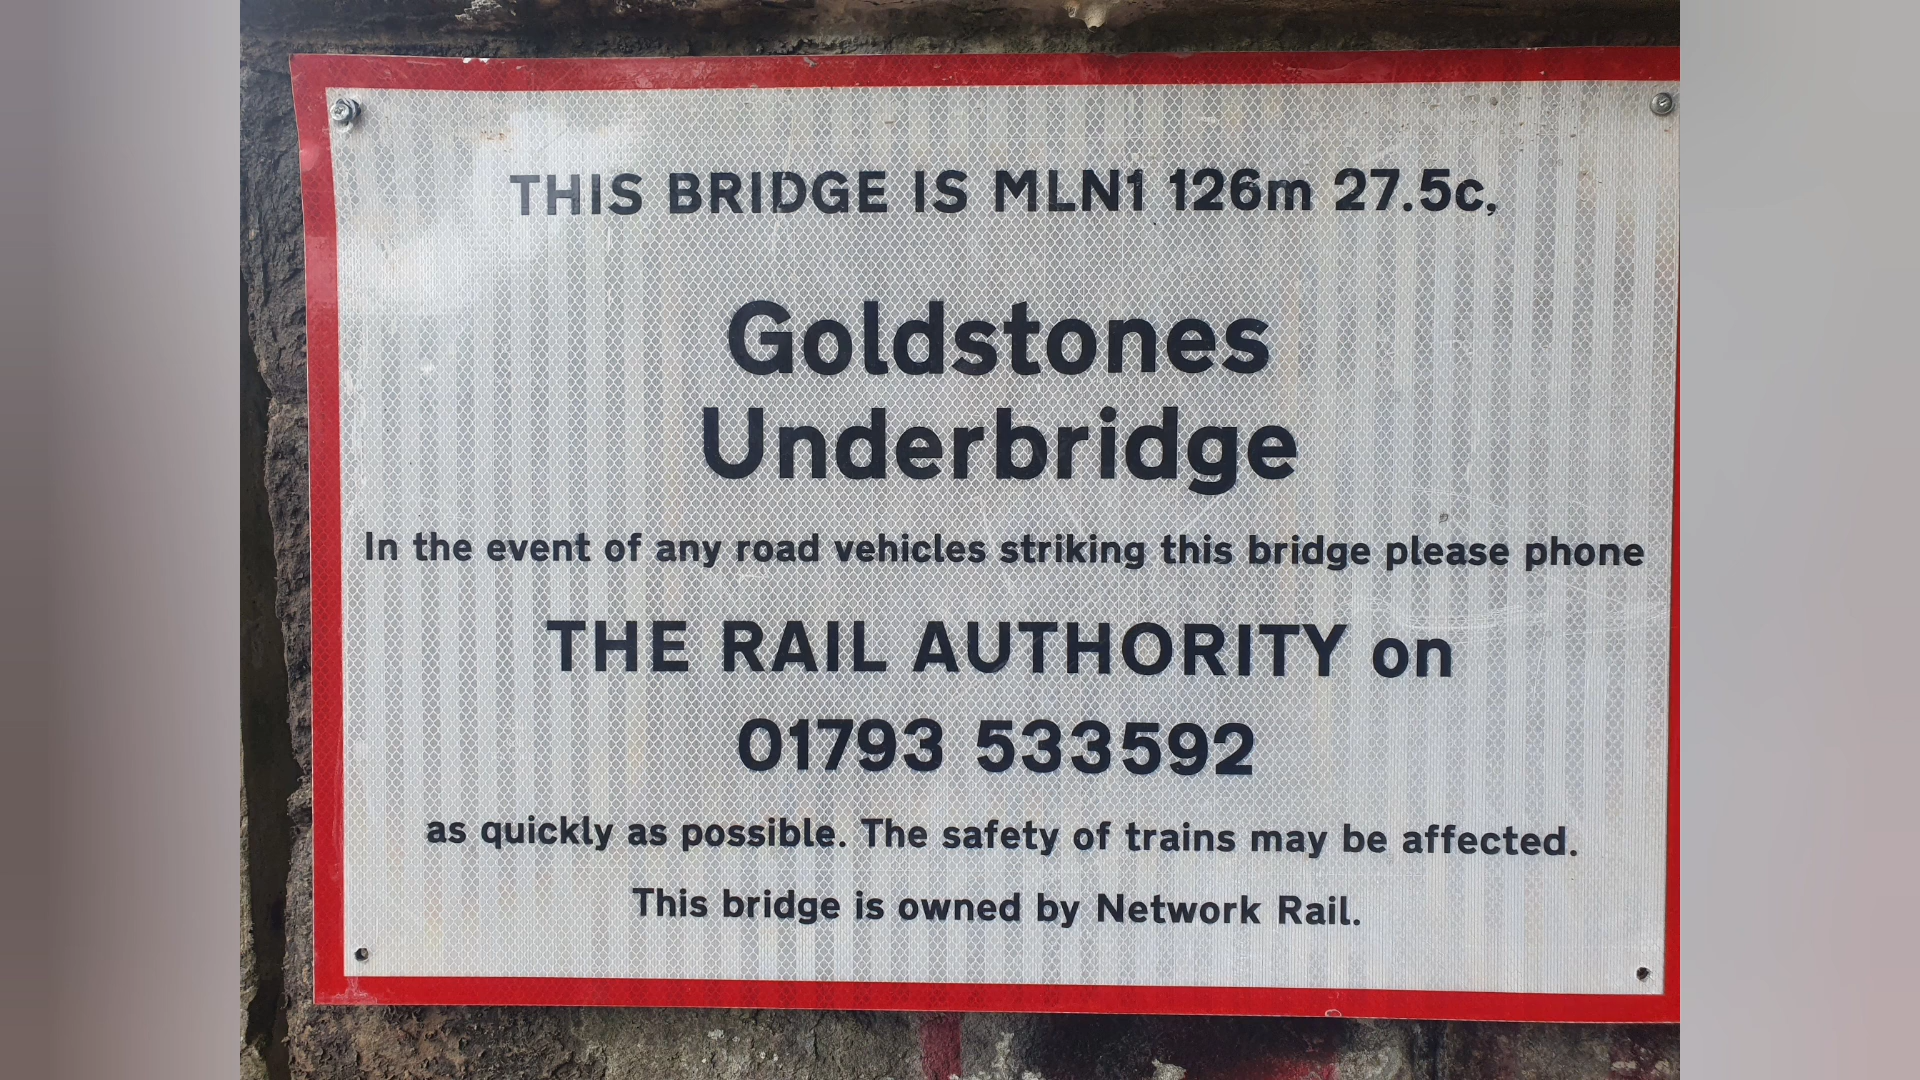 THIS BRIDGE IS MLN1 126m 27.5c,
Goldstones
Underbridge
In the event of any road vehicles striking this bridge please phone
THE RAIL AUTHORITY on
01793 533592
as quickly as possible. The safety of trains may be affected.
This bridge is owned by Network Rail.